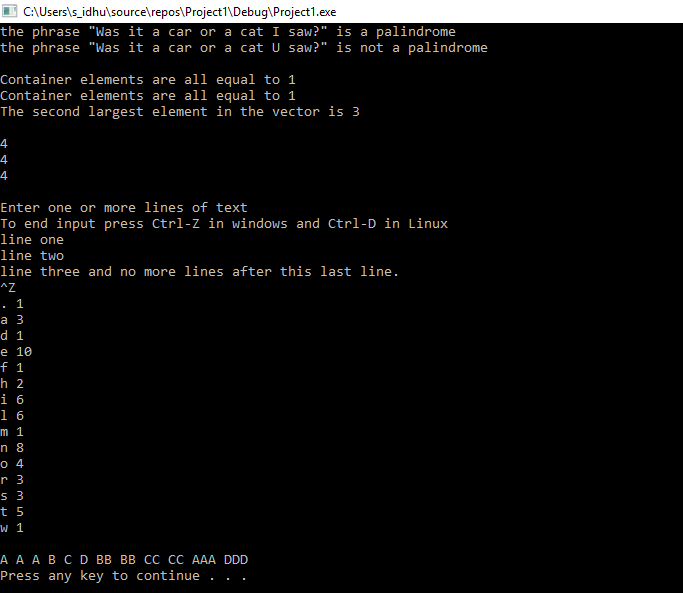 C:\Users\s_idhu\source\repos\Project1\Debug\Project1.exe
the phrase "Was it a car or a cat I saw?" is a palindrome
the phrase "Was it a car or a cat U saw?" is not a palindrome
Container elements are all equal to 1
Container elements are all equal to 1
The second largest element in the vector is 3
4
4
4
Enter one or more lines of text
To end input press Ctrl-Z in windows and Ctrl-D in Linux
line one
line two
line three and no more lines after this last line.
^Z
. 1
a 3
d 1
e 10
f 1
h 2
i 6
l 6
m 1
n 8
o 4
r 3
s 3
t 5
w 1
A A A B C D BB BB CC CC AAA DDD
Press any key to continue . . .